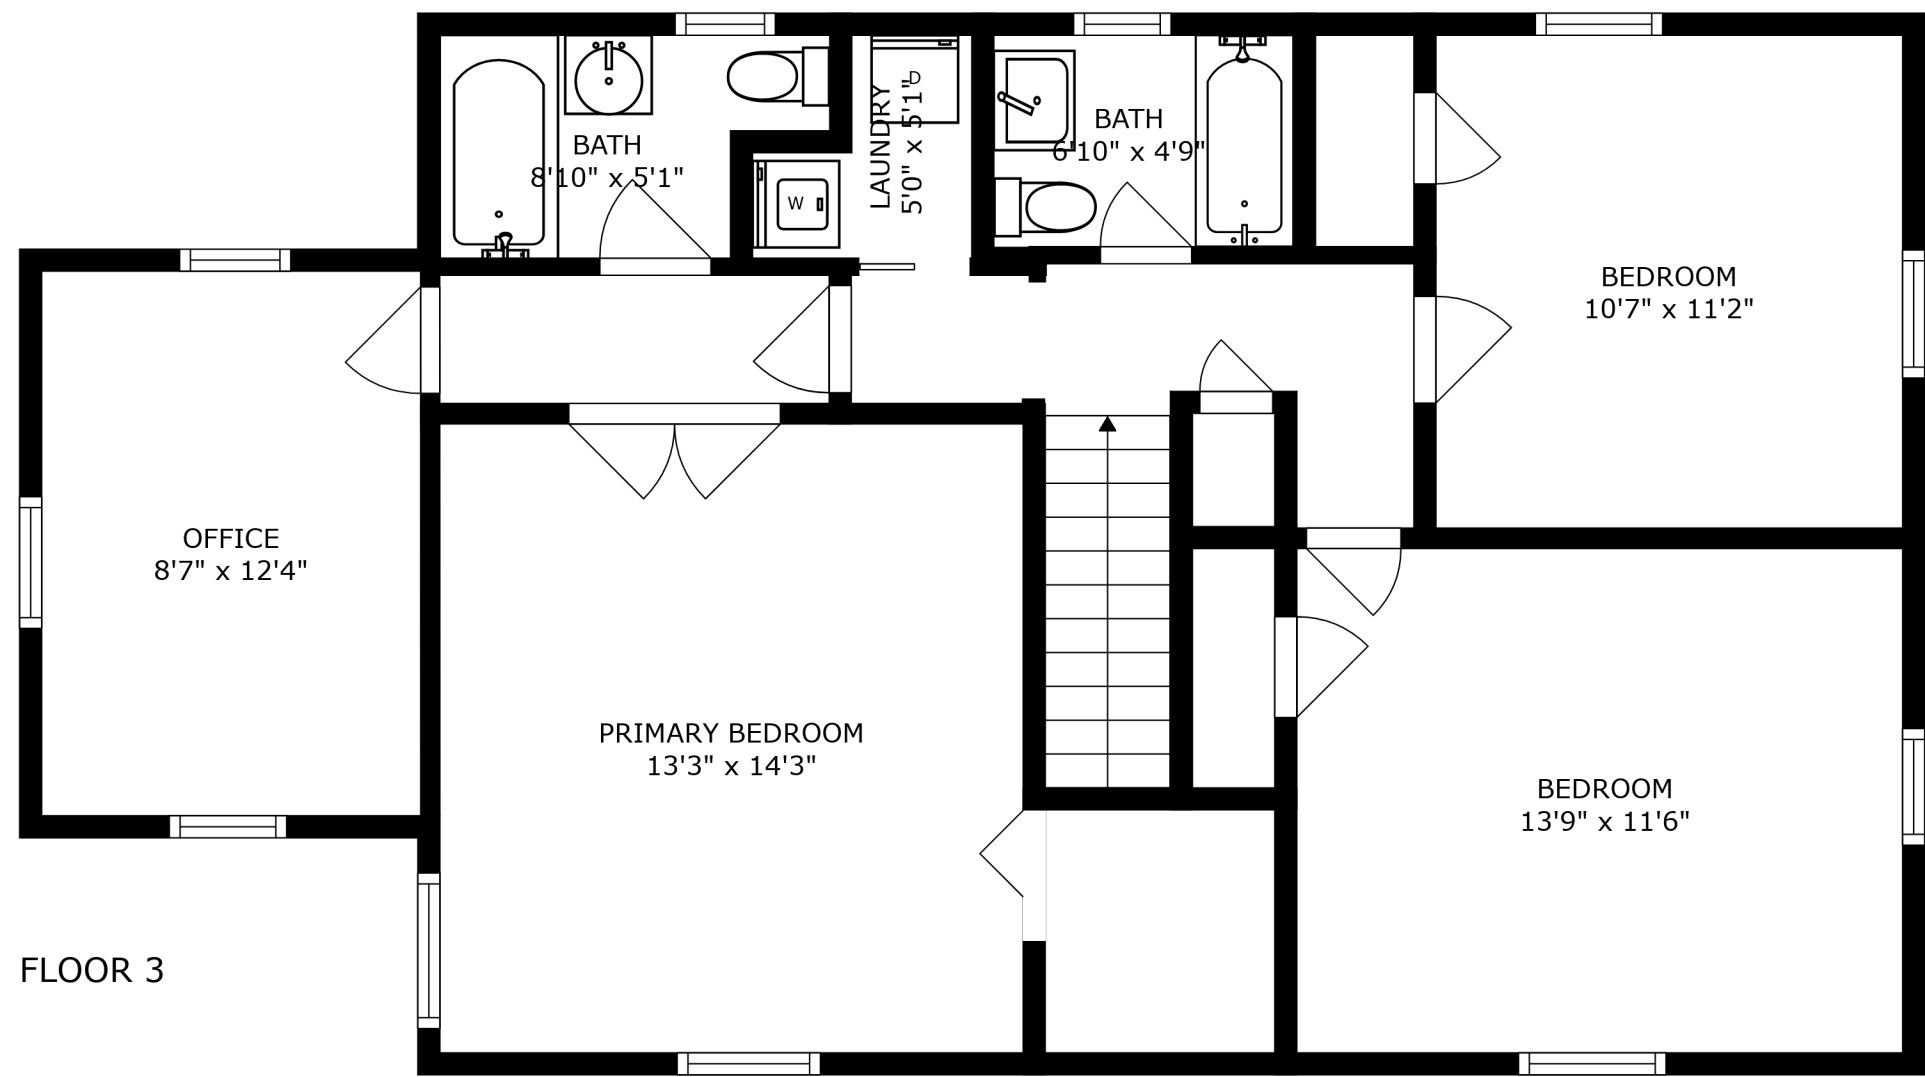 BATH
8'10" x 5'1"
W
LAUNDRY
5'0" x 5'1"
D
BATH
6'10" x 4'9"
BEDROOM
10'7" x 11'2"
OFFICE
8'7" x 12'4"
PRIMARY BEDROOM
13'3" x 14'3"
BEDROOM
13'9" x 11'6"
FLOOR 3